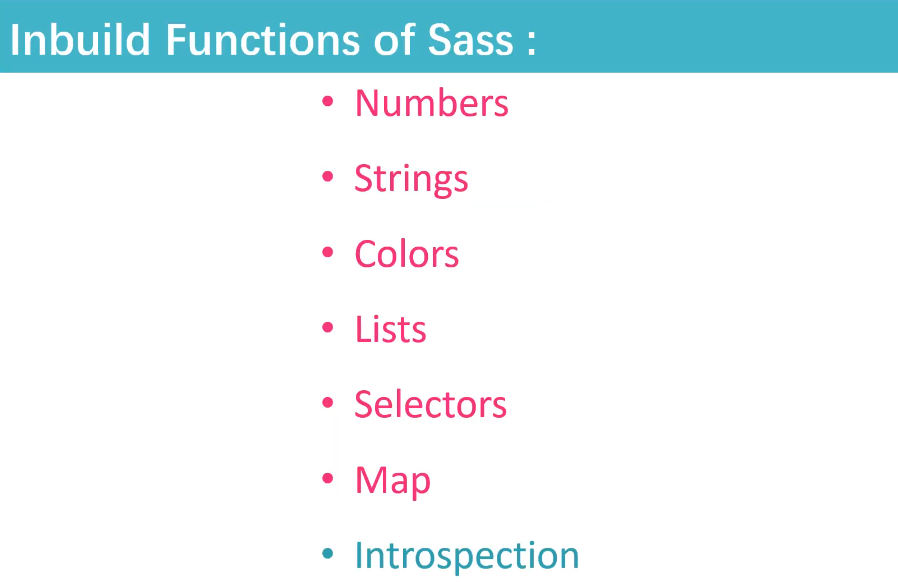 Inbuild Functions of Sass :
• Numbers
• Strings
• Colors
• Lists
• Selectors
• Map
• Introspection